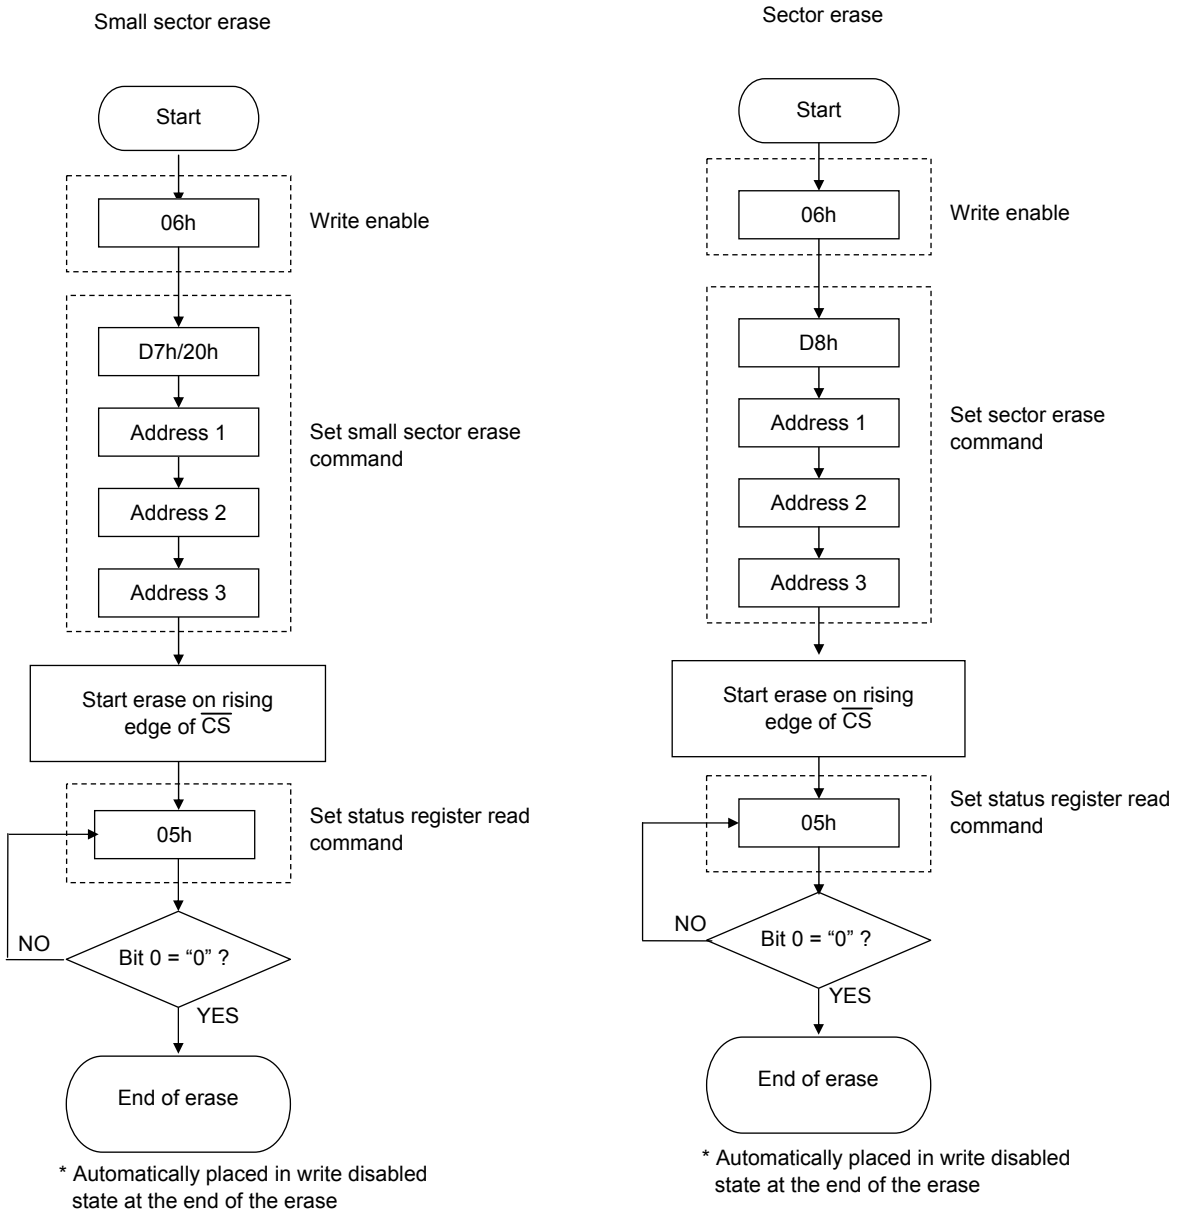 Small sector erase
Start
06h
Write enable
D7h/20h
Address 1
Address 2
Address 3
Set small sector erase
command
Start erase on rising
edge of C̅S̅
05h
Set status register read
command
Bit 0 = “0” ?
NO
YES
End of erase
* Automatically placed in write disabled
state at the end of the erase
Sector erase
Start
06h
Write enable
D8h
Address 1
Address 2
Address 3
Set sector erase
command
Start erase on rising
edge of C̅S̅
05h
Set status register read
command
Bit 0 = “0” ?
NO
YES
End of erase
* Automatically placed in write disabled
state at the end of the erase